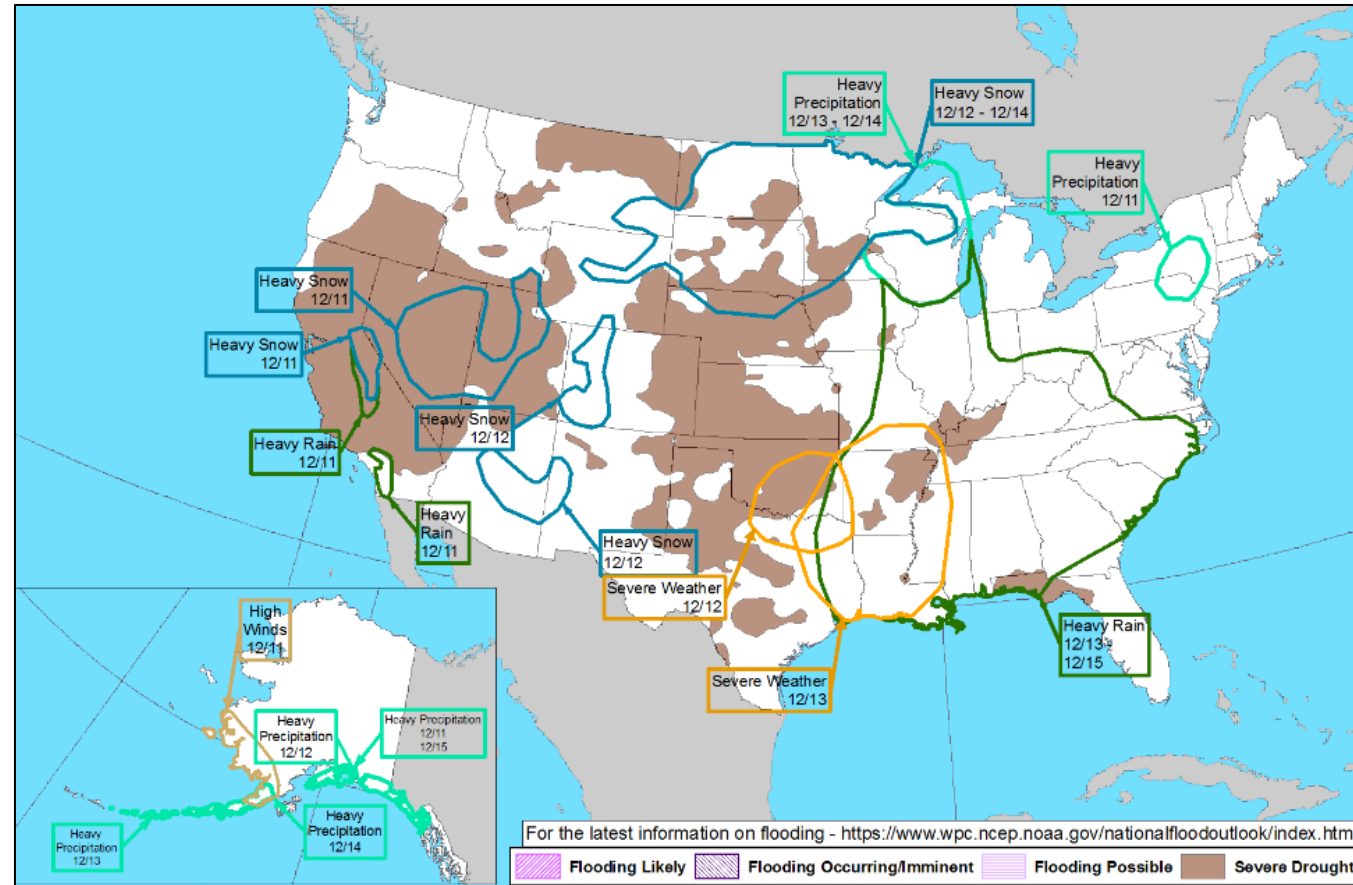 Heavy
Precipitation
12/13 - 12/14
Heavy Snow
12/12 - 12/14
Heavy
Precipitation
12/11
Heavy Snow
12/11
Heavy Snow
12/11
Heavy Snow
12/12
Heavy Rain
12/11
Heavy
Rain
12/11
Heavy Snow
12/12
Severe Weather
12/12
Severe Weather
12/13
Heavy Rain
12/13 -
12/15
High
Winds
12/11
Heavy
Precipitation
12/12
Heavy Precipitation
12/11
12/15
Heavy
Precipitation
12/13
Heavy
Precipitation
12/14
For the latest information on flooding - https://www.wpc.ncep.noaa.gov/nationalfloodoutlook/index.htm
Flooding Likely Flooding Occurring/Imminent Flooding Possible Severe Drought